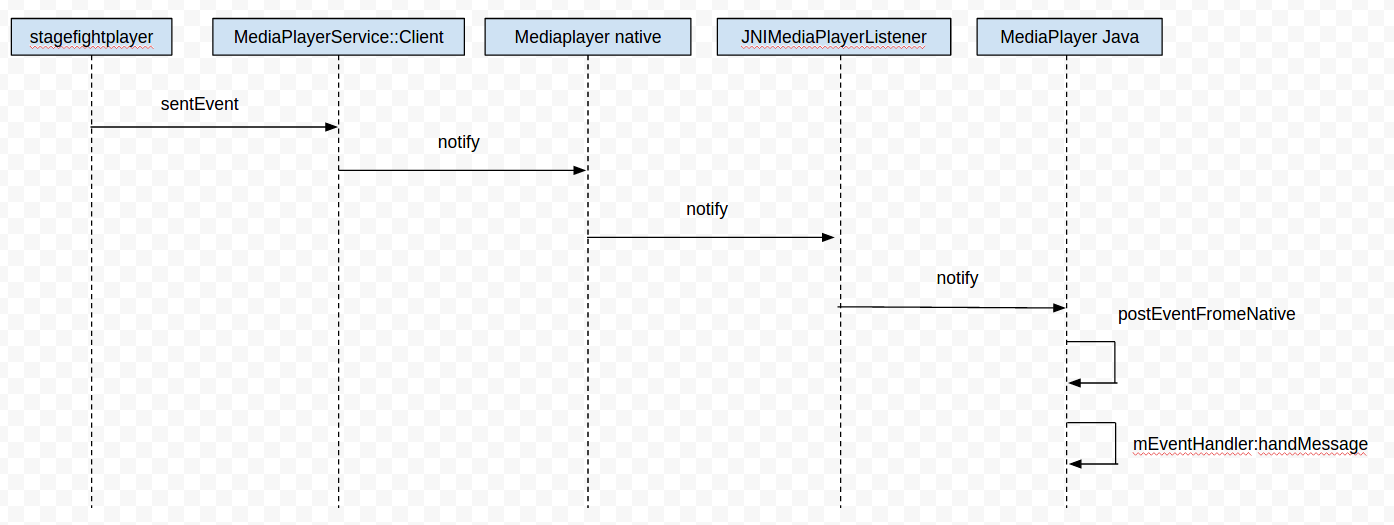 stagefightplayer
MediaPlayerService::Client
Mediaplayer native
JNIMediaPlayerListener
MediaPlayer Java
sentEvent
notify
notify
notify
postEventFromeNative
mEventHandler:handMessage